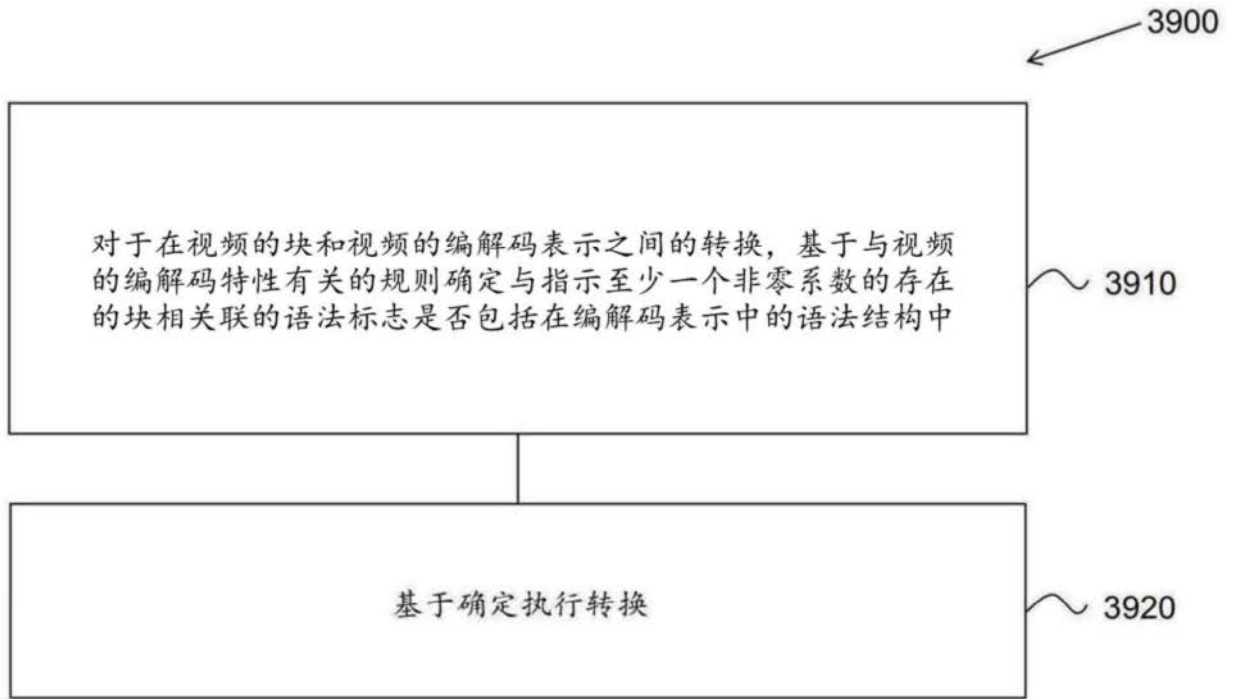 3900
对于在视频的块和视频的编解码表示之间的转换，基于与视频
的编解码特性有关的规则确定与指示至少一个非零系数的存在
的块相关联的语法标志是否包括在编解码表示中的语法结构中
3910
基于确定执行转换
3920